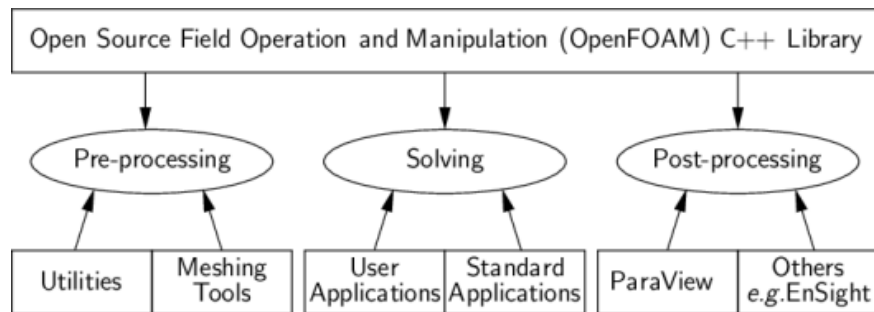 Open Source Field Operation and Manipulation (OpenFOAM) C++ Library
Pre-processing
Solving
Post-processing
Utilities
Meshing
Tools
User
Applications
Standard
Applications
ParaView
Others
e.g.EnSight